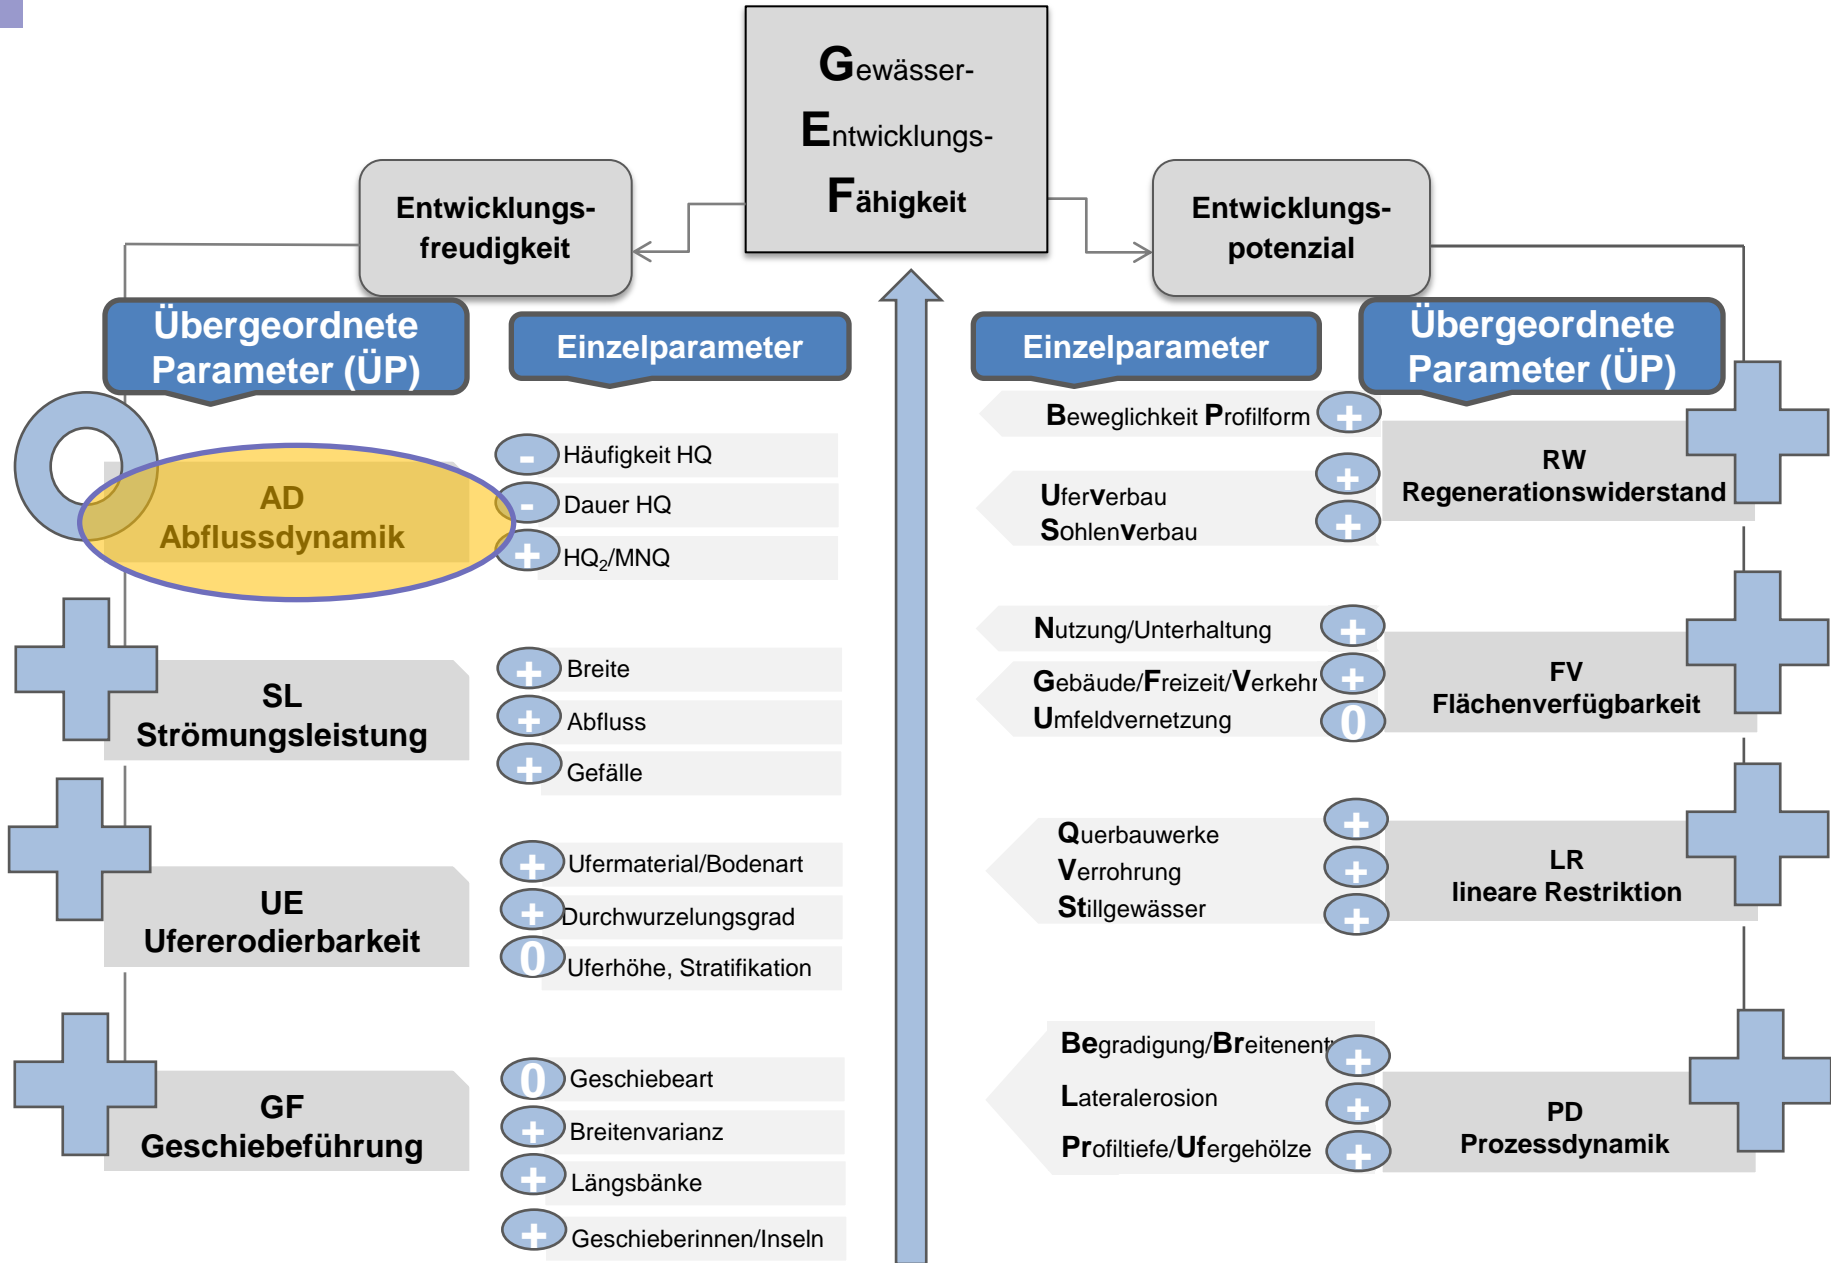 Gewässer-
Entwicklungs-
Fähigkeit
Entwicklungs-
freudigkeit
Entwicklungs-
potenzial
Übergeordnete
Parameter (ÜP)
Einzelparameter
AD
Abflussdynamik
- Häufigkeit HQ
- Dauer HQ
+ HQ2/MNQ
SL
Strömungsleistung
+ Breite
+ Abfluss
+ Gefälle
UE
Ufererodierbarkeit
+ Ufermaterial/Bodenart
+ Durchwurzelungsgrad
0 Uferhöhe, Stratifikation
GF
Geschiebeführung
0 Geschiebeart
+ Breitenvarianz
+ Längsbänke
+ Geschieberinnen/Inseln
Einzelparameter
Übergeordnete
Parameter (ÜP)
Beweglichkeit Profilform +
Uferverbau +
Sohlenverbau +
RW
Regenerationswiderstand
Nutzung/Unterhaltung +
Gebäude/Freizeit/Verkehr +
Umfeldvernetzung 0
FV
Flächenverfügbarkeit
Querbauwerke +
Verrohrung +
Stillgewässer +
LR
lineare Restriktion
Begradigung/Breitenent +
Lateralerosion +
Profiltiefe/Ufergehölze +
PD
Prozessdynamik